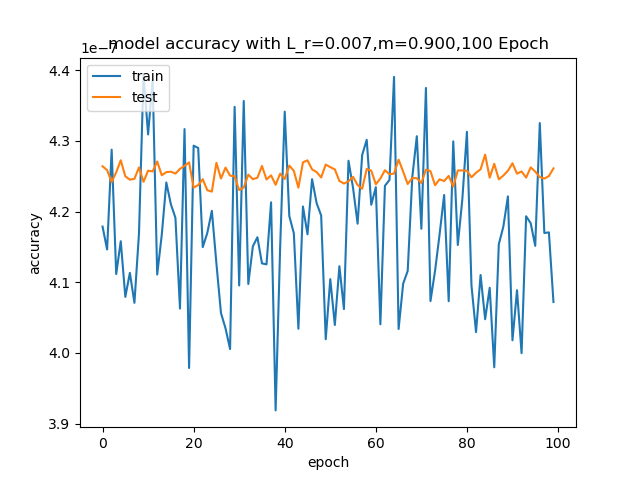 1e−7
model accuracy with L_r=0.007,m=0.900,100 Epoch
train
test
4.4
4.3
4.2
4.1
4.0
3.9
accuracy
0
20
40
60
80
100
epoch